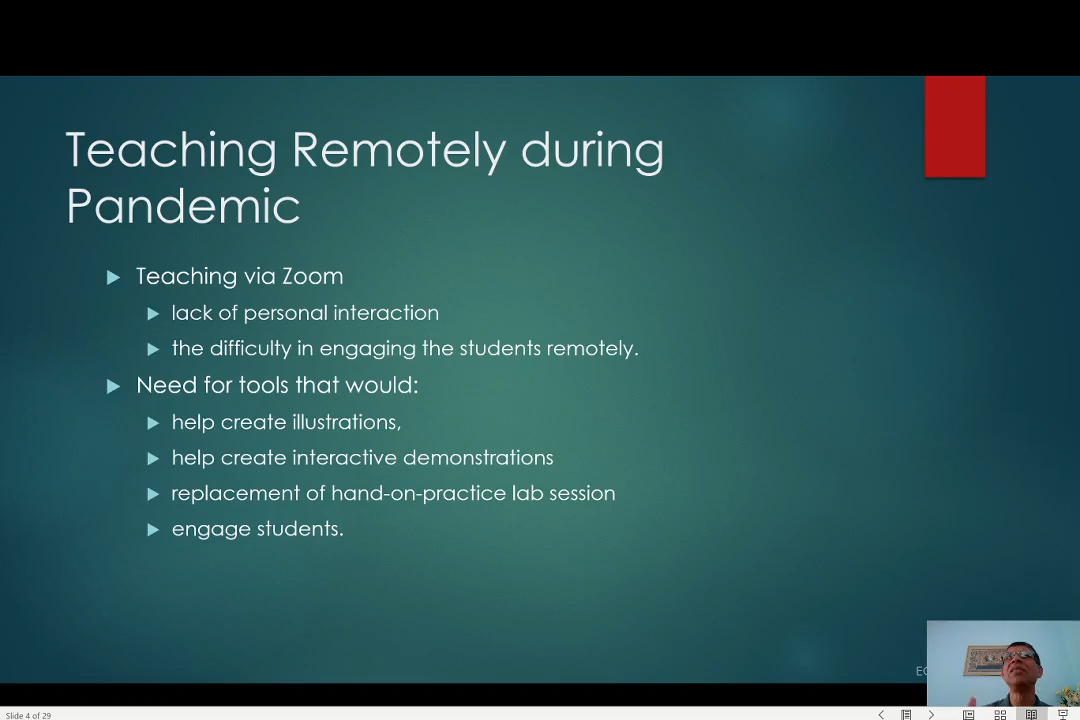 Teaching Remotely during
Pandemic
Teaching via Zoom
lack of personal interaction
the difficulty in engaging the students remotely.
Need for tools that would:
help create illustrations,
help create interactive demonstrations
replacement of hand-on-practice lab session
engage students.
Slide 4 of 29